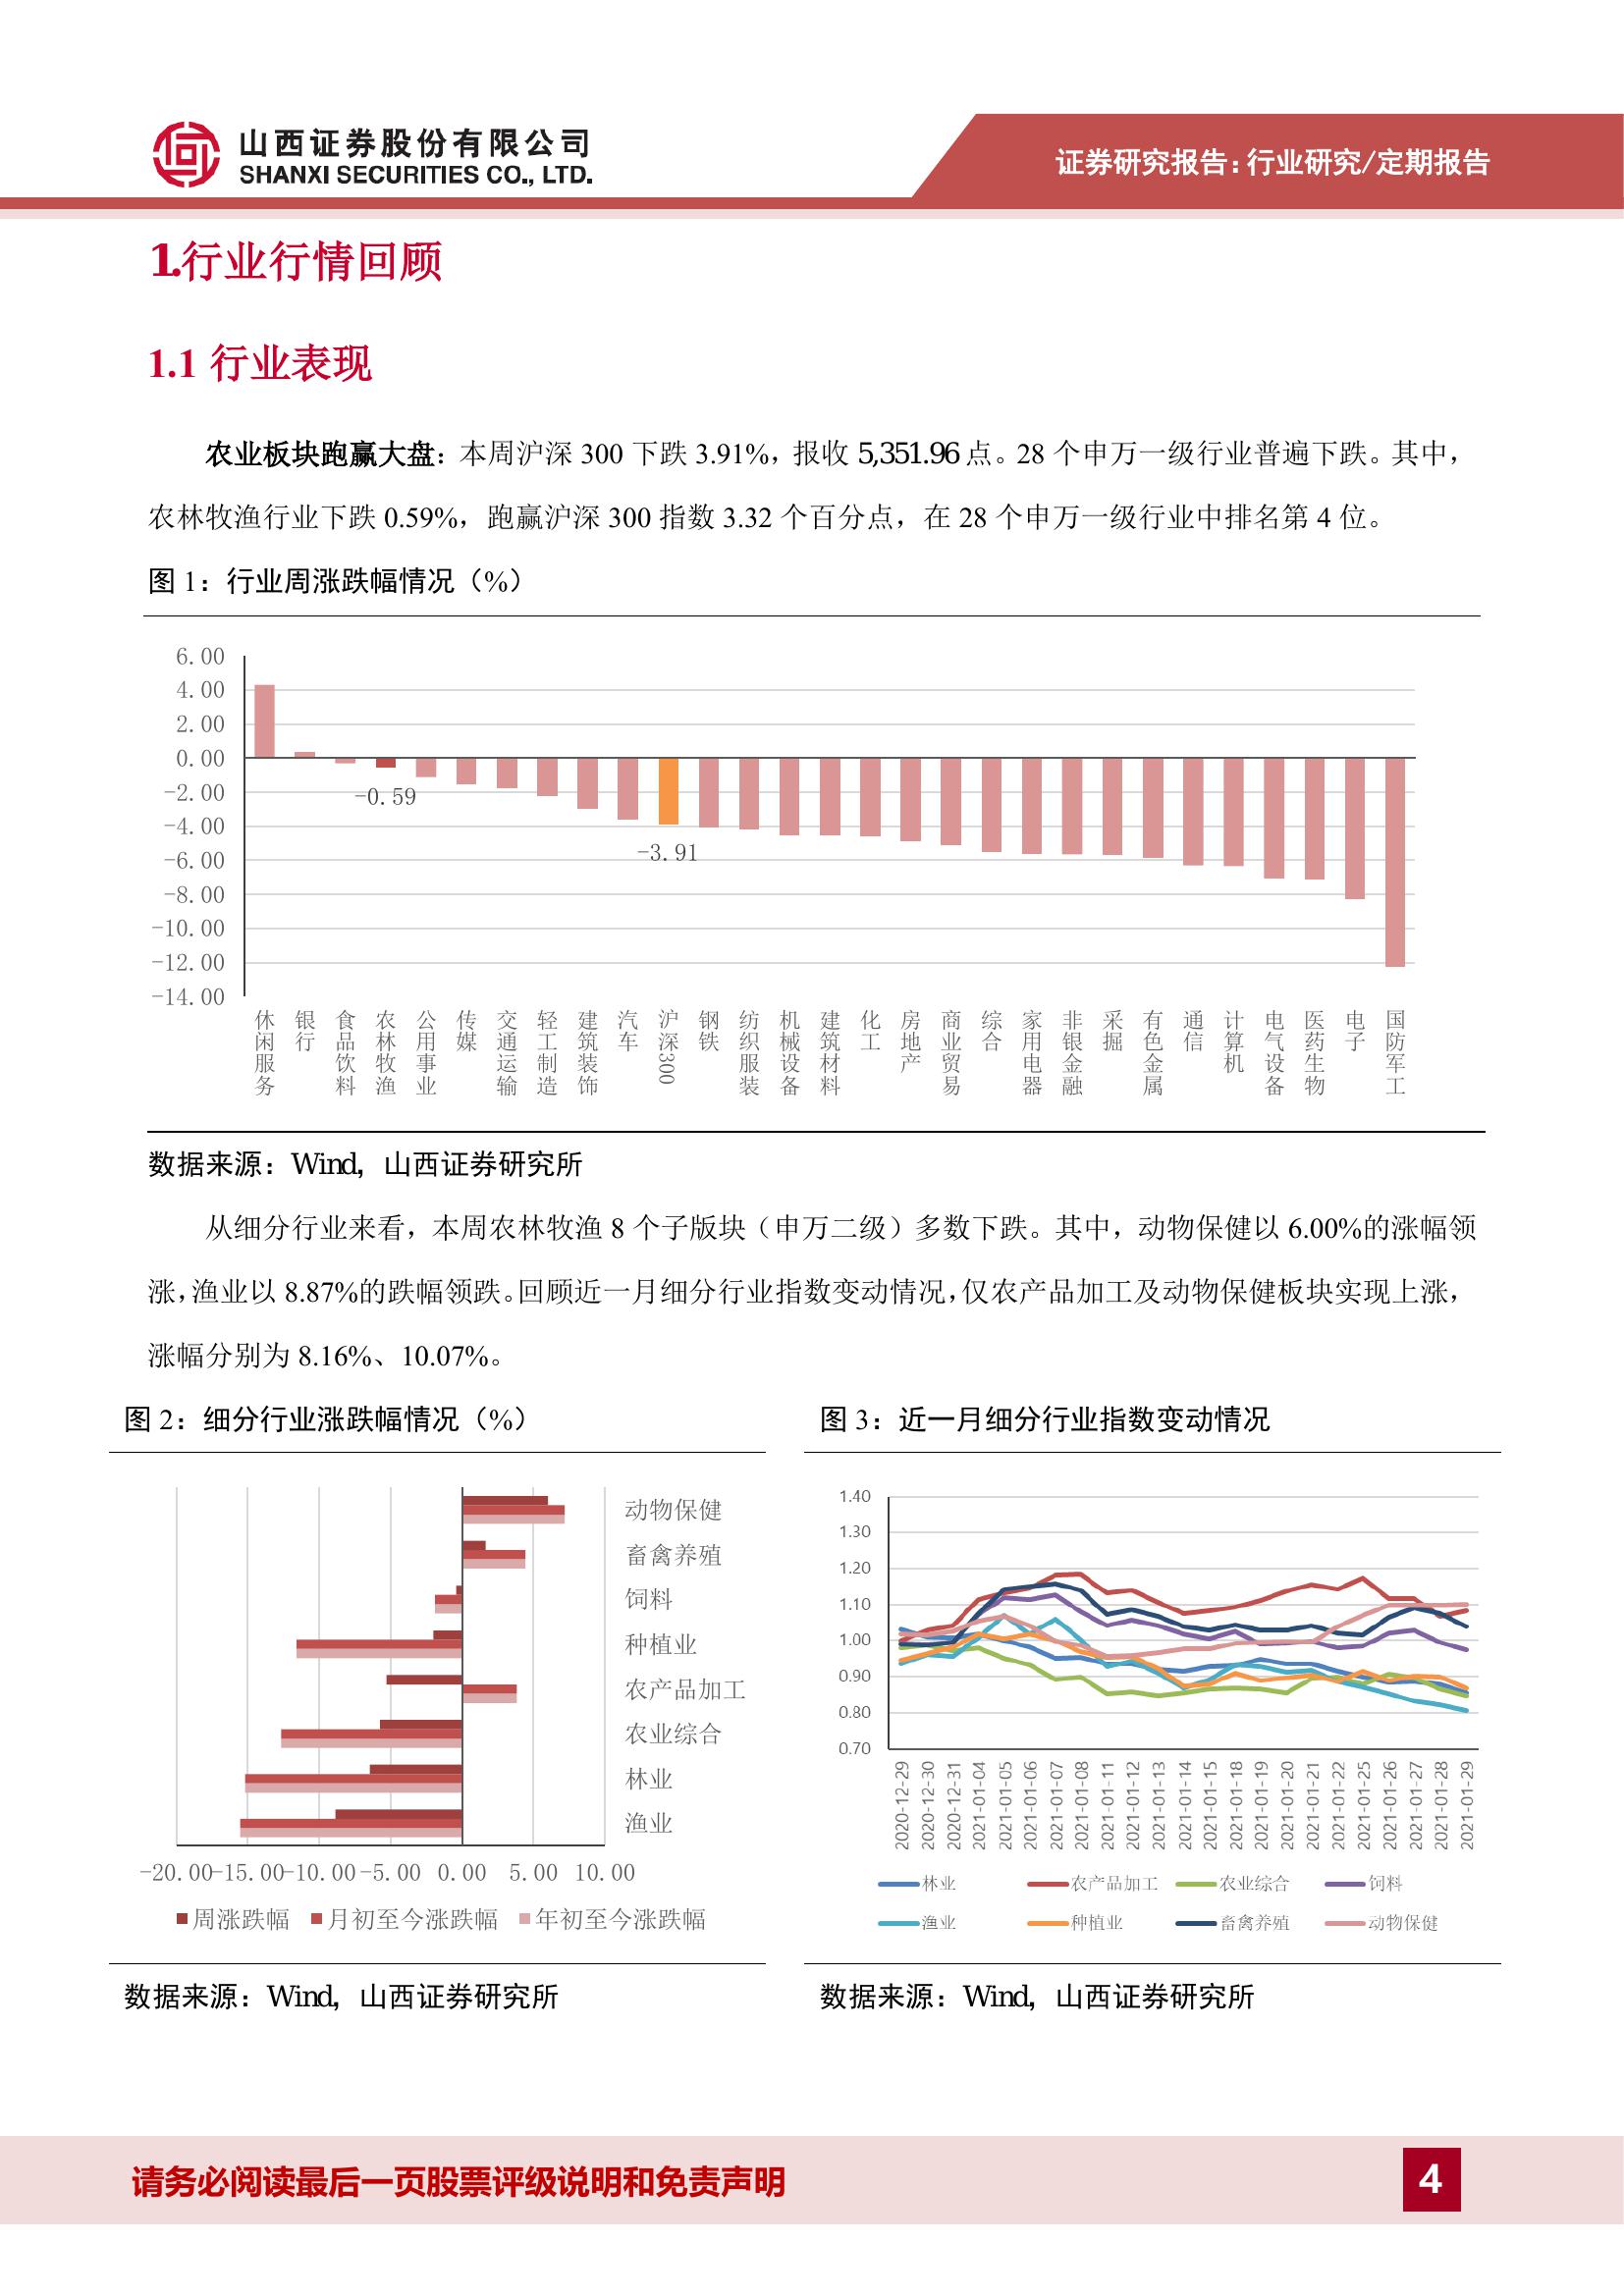 山西证券股份有限公司
SHANXI SECURITIES CO., LTD.
证券研究报告：行业研究/定期报告
1.行业行情回顾
1.1 行业表现
农业板块跑赢大盘：本周沪深 300 下跌 3.91%，报收 5,351.96 点。28 个申万一级行业普遍下跌。其中，
农林牧渔行业下跌 0.59%，跑赢沪深 300 指数 3.32 个百分点，在 28 个申万一级行业中排名第 4 位。
图 1：行业周涨跌幅情况（%）
6.00
4.00
2.00
0.00
-2.00
-4.00
-6.00
-8.00
-10.00
-12.00
-14.00
-0.59
-3.91
休闲服务
银行
食品饮料
农林牧渔
公用事业
传媒
交通运输
轻工制造
建筑装饰
汽车
沪深300
钢铁
纺织服装
机械设备
建筑材料
化工
房地产
商业贸易
综合
家用电器
非银金融
采掘
有色金属
通信
计算机
电气设备
医药生物
电子
国防军工
数据来源：Wind，山西证券研究所
从细分行业来看，本周农林牧渔 8 个子版块（申万二级）多数下跌。其中，动物保健以 6.00%的涨幅领
涨，渔业以 8.87%的跌幅领跌。回顾近一月细分行业指数变动情况，仅农产品加工及动物保健板块实现上涨，
涨幅分别为 8.16%、10.07%。
图 2：细分行业涨跌幅情况（%）
动物保健
畜禽养殖
饲料
种植业
农产品加工
农业综合
林业
渔业
-20.00 -15.00 -10.00 -5.00 0.00 5.00 10.00
周涨跌幅 月初至今涨跌幅 年初至今涨跌幅
数据来源：Wind，山西证券研究所
图 3：近一月细分行业指数变动情况
1.40
1.30
1.20
1.10
1.00
0.90
0.80
0.70
2020-12-29
2020-12-30
2020-12-31
2021-01-04
2021-01-05
2021-01-06
2021-01-07
2021-01-08
2021-01-11
2021-01-12
2021-01-13
2021-01-14
2021-01-15
2021-01-18
2021-01-19
2021-01-20
2021-01-21
2021-01-22
2021-01-25
2021-01-26
2021-01-27
2021-01-28
2021-01-29
林业 农产品加工 农业综合 饲料
渔业 种植业 畜禽养殖 动物保健
数据来源：Wind，山西证券研究所
请务必阅读最后一页股票评级说明和免责声明
4